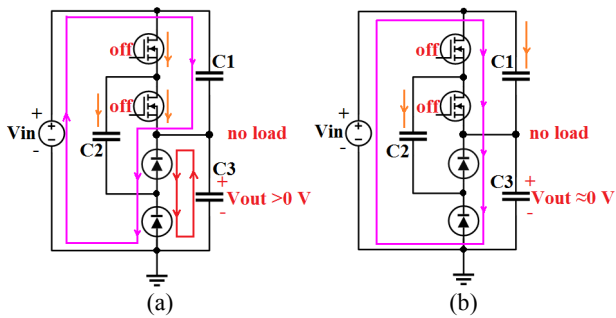 off
C1
+
off
Vin
-
C2
no load
C3
+
Vout >0 V
-
(a)
off
C1
+
off
Vin
-
C2
no load
C3
+
Vout ≈0 V
-
(b)